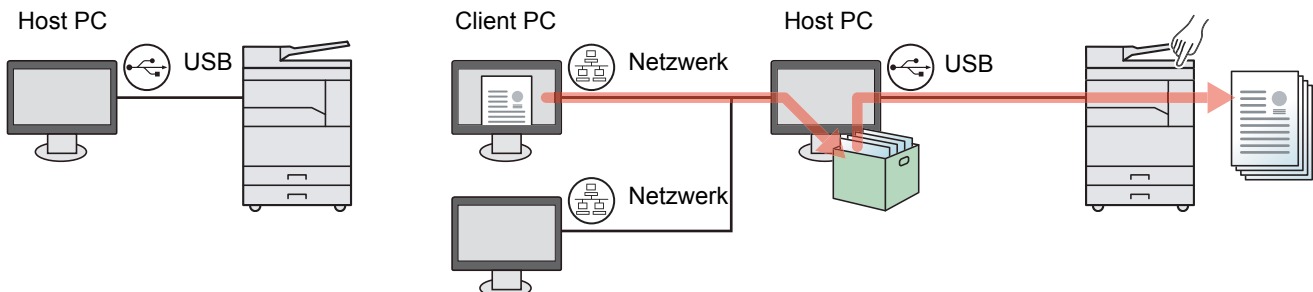 Host PC
USB
Client PC
Netzwerk
Host PC
USB
Netzwerk